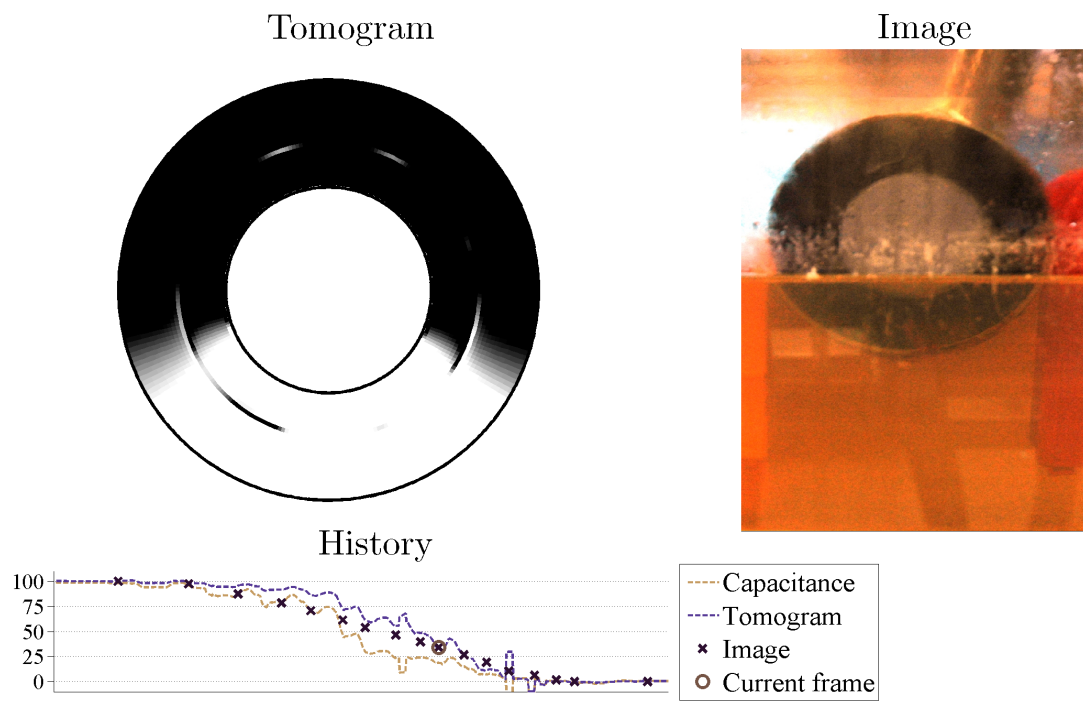 Tomogram
Image
History
100
75
50
25
0
Capacitance
Tomogram
Image
Current frame